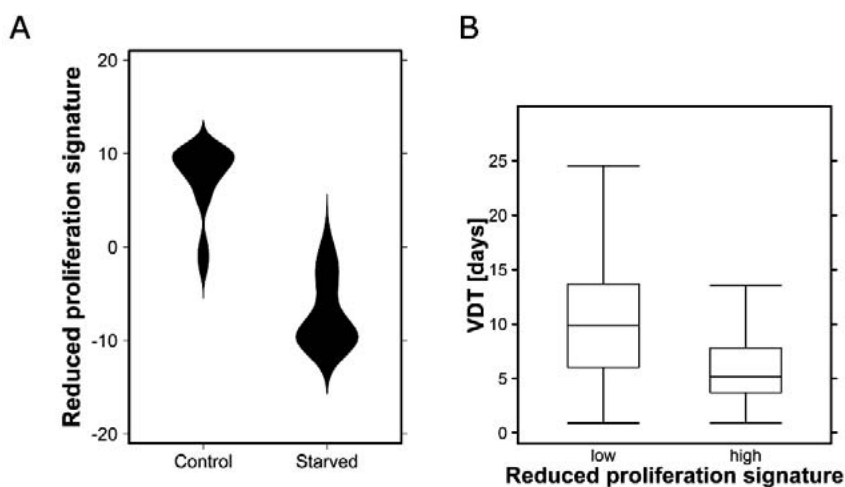 A
Reduced proliferation signature
20
10
0
-10
-20
Control Starved
B
VDT [days]
25
20
15
10
5
0
low high
Reduced proliferation signature